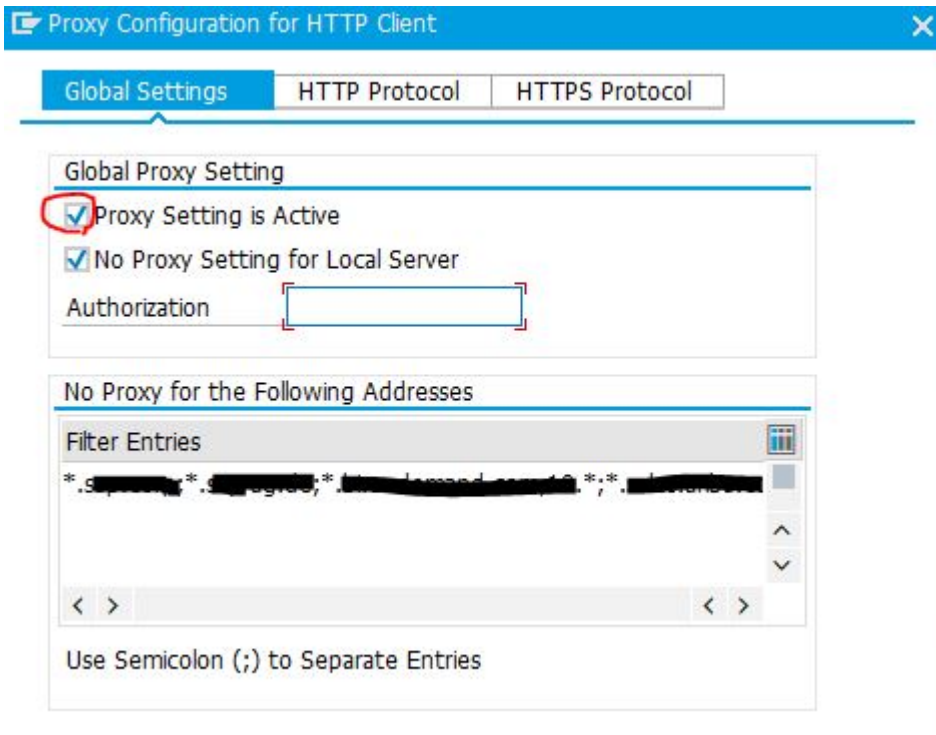 Proxy Configuration for HTTP Client
Global Settings HTTP Protocol HTTPS Protocol
Global Proxy Setting
Proxy Setting is Active
No Proxy Setting for Local Server
Authorization
No Proxy for the Following Addresses
Filter Entries
Use Semicolon (;) to Separate Entries